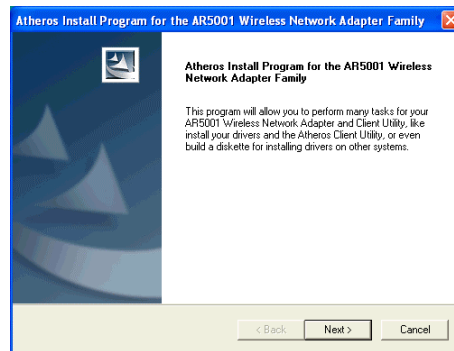 Atheros Install Program for the AR5001 Wireless Network Adapter Family
Atheros Install Program for the AR5001 Wireless
Network Adapter Family
This program will allow you to perform many tasks for your
AR5001 Wireless Network Adapter and Client Utility, like
install your drivers and the Atheros Client Utility, or even
build a diskette for installing drivers on other systems.
< Back Next > Cancel